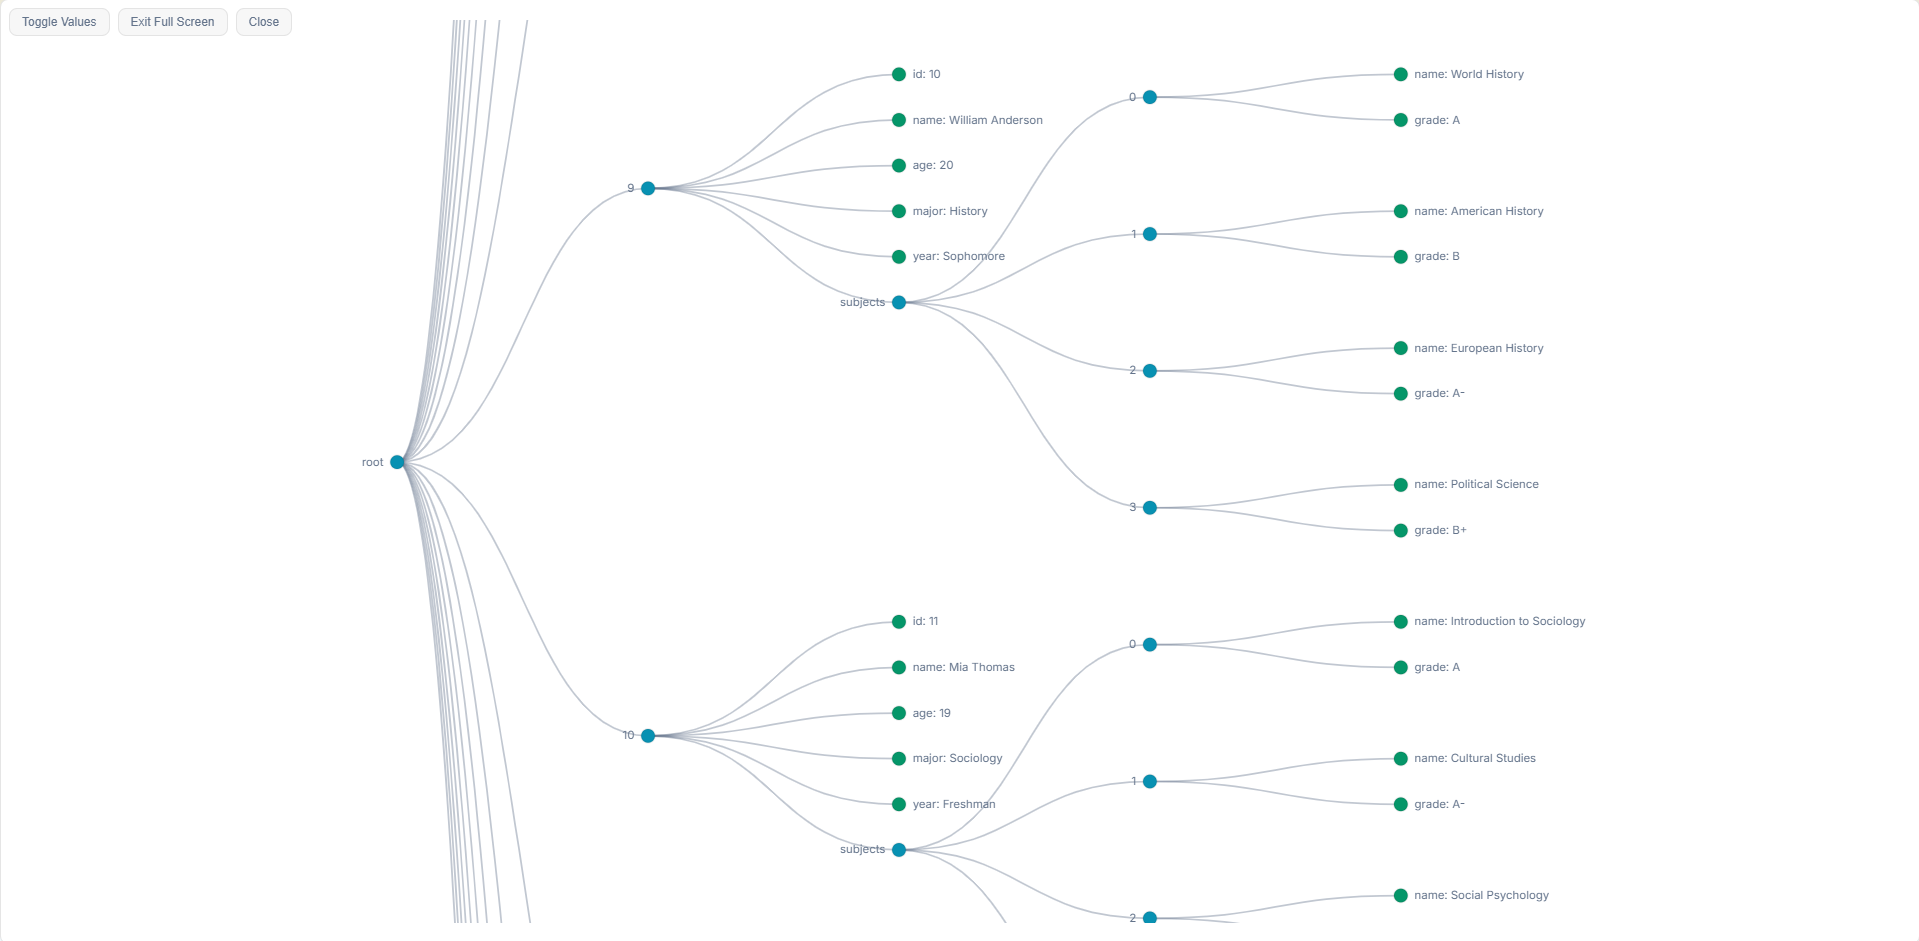 Toggle Values
Exit Full Screen
Close
root
9
id: 10
name: William Anderson
age: 20
major: History
year: Sophomore
subjects
0
name: World History
grade: A
1
name: American History
grade: B
2
name: European History
grade: A-
3
name: Political Science
grade: B+
10
id: 11
name: Mia Thomas
age: 19
major: Sociology
year: Freshman
subjects
0
name: Introduction to Sociology
grade: A
1
name: Cultural Studies
grade: A-
2
name: Social Psychology